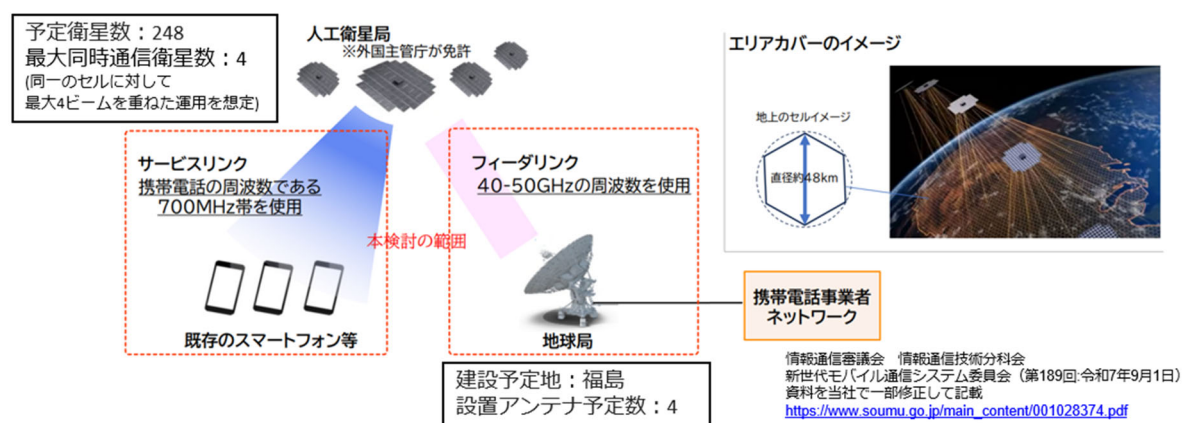 予定衛星数：248
最大同時通信衛星数：4
(同一のセルに対して
最大4ビームを重ねた運用を想定)
人工衛星局
※外国主管庁が免許
サービスリンク
携帯電話の周波数である
700MHz帯を使用
フィーダリンク
40-50GHzの周波数を使用
本検討の範囲
既存のスマートフォン等
地球局
建設予定地：福島
設置アンテナ予定数：4
エリアカバーのイメージ
地上のセルイメージ
直径約48km
携帯電話事業者
ネットワーク
情報通信審議会　情報通信技術分科会
新世代モバイル通信システム委員会（第189回:令和7年9月1日）
資料を当社で一部修正して記載
https://www.soumu.go.jp/main_content/001028374.pdf